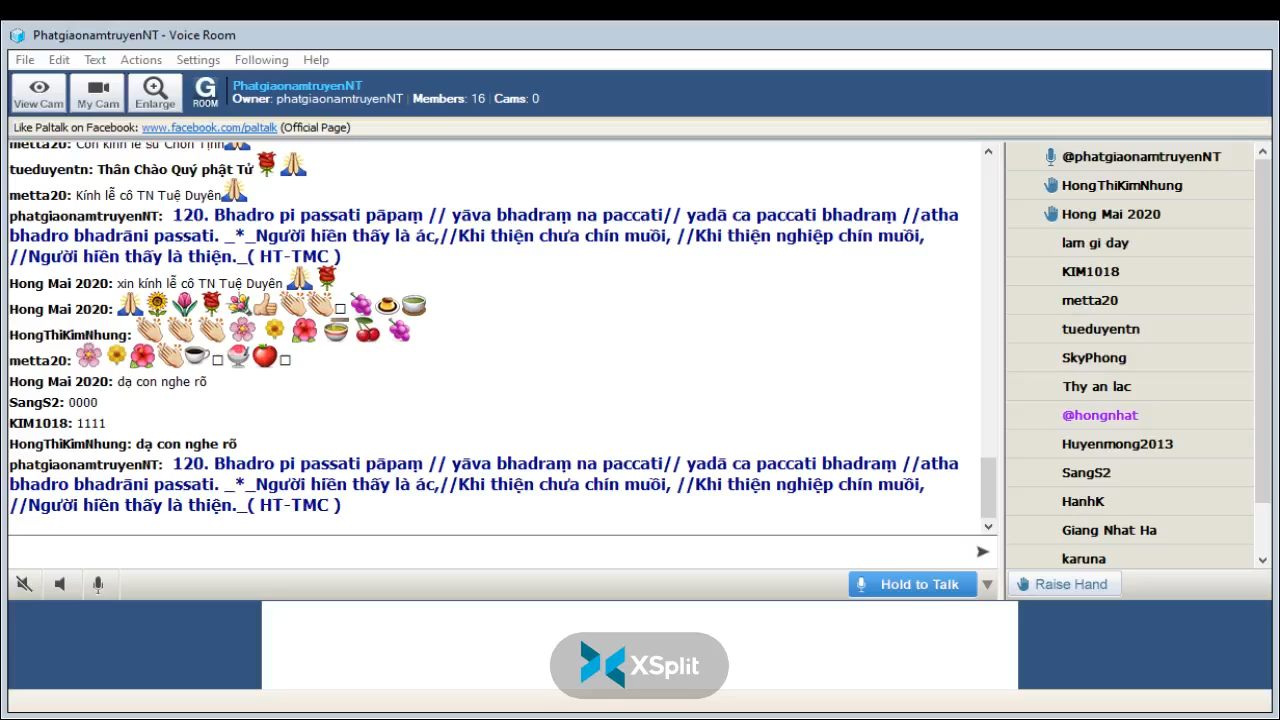 PhatgiaonamtruyenNT - Voice Room
File Edit Text Actions Settings Following Help
View Cam My Cam Enlarge G ROOM
PhatgiaonamtruyenNT
Owner: phatgiaonamtruyenNT | Members: 16 | Cams: 0
Like Paltalk on Facebook: www.facebook.com/paltalk (Official Page)
metta20: Con kính lễ sư Chơn Tịnh
tueduyentn: Thân Chào Quý phật Tử
metta20: Kính lễ cô TN Tuệ Duyên
phatgiaonamtruyenNT: 120. Bhadro pi passati pāpaṃ // yāva bhadraṃ na paccati// yadā ca paccati bhadraṃ //atha
bhadro bhadrāni passati. _*_Người hiền thấy là ác,//Khi thiện chưa chín muồi, //Khi thiện nghiệp chín muồi,
//Người hiền thấy là thiện._( HT-TMC )
Hong Mai 2020: xin kính lễ cô TN Tuệ Duyên
Hong Mai 2020:
HongThiKimNhung:
metta20:
Hong Mai 2020: dạ con nghe rõ
SangS2: 0000
KIM1018: 1111
HongThiKimNhung: dạ con nghe rõ
phatgiaonamtruyenNT: 120. Bhadro pi passati pāpaṃ // yāva bhadraṃ na paccati// yadā ca paccati bhadraṃ //atha
bhadro bhadrāni passati. _*_Người hiền thấy là ác,//Khi thiện chưa chín muồi, //Khi thiện nghiệp chín muồi,
//Người hiền thấy là thiện._( HT-TMC )
@phatgiaonamtruyenNT
HongThiKimNhung
Hong Mai 2020
lam gi day
KIM1018
metta20
tueduyentn
SkyPhong
Thy an lac
@hongnhat
Huyenmong2013
SangS2
HanhK
Giang Nhat Ha
karuna
Hold to Talk
Raise Hand
XSplit